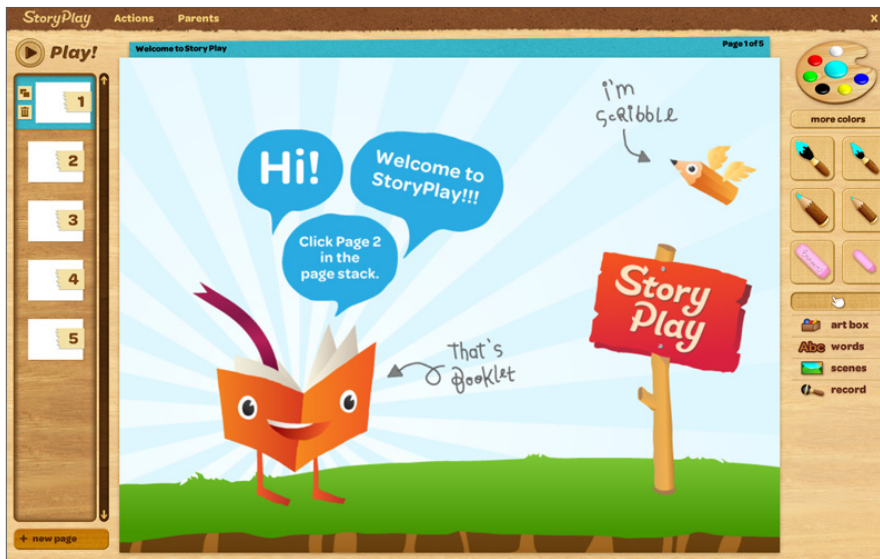 StoryPlay Actions Parents X
Play!
Welcome to Story Play Page 1 of 5
1
2
3
4
5
+ new page
Hi!
Welcome to
StoryPlay!!!
Click Page 2
in the
page stack.
i'm
scribble
That's
Booklet
Story
Play
more colors
art box
Abc words
scenes
record